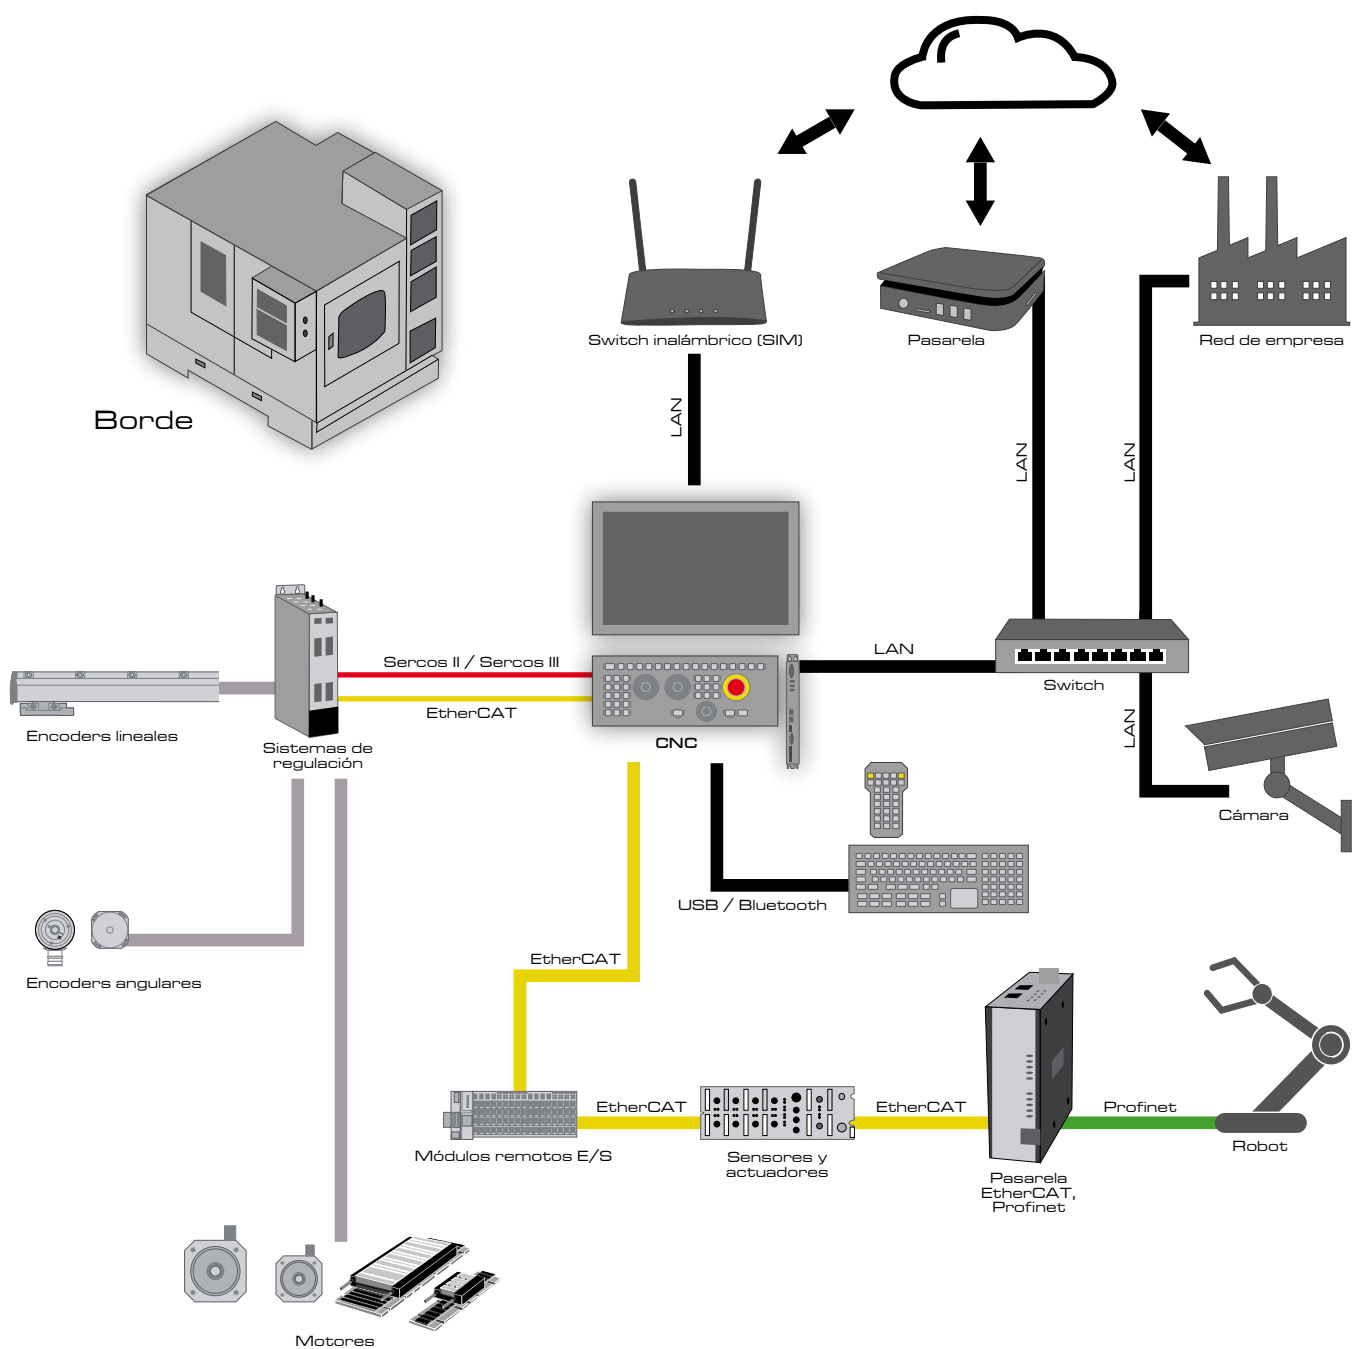 Switch inalámbrico (SIM)
Pasarela
Red de empresa
Borde
LAN
LAN
LAN
Sercos II / Sercos III
LAN
Switch
EtherCAT
Encoders lineales
Sistemas de
regulación
CNC
LAN
Cámara
USB / Bluetooth
EtherCAT
Encoders angulares
EtherCAT
EtherCAT
Profinet
Módulos remotos E/S
Sensores y
actuadores
Robot
Pasarela
EtherCAT,
Profinet
Motores